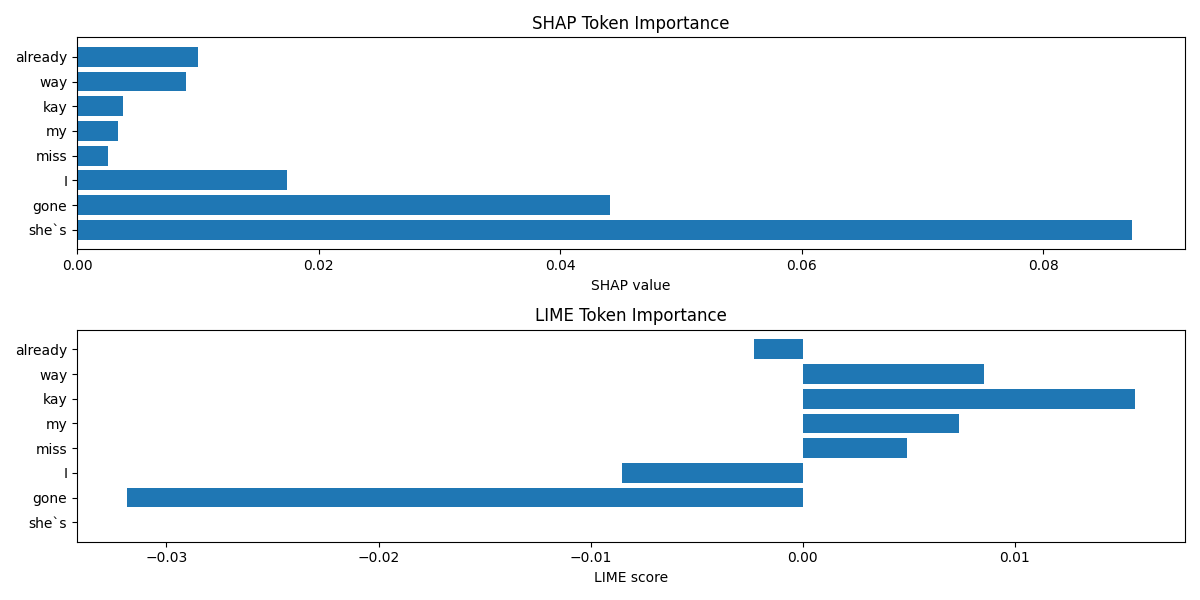 SHAP Token Importance
already
way
kay
my
miss
I
gone
she`s
0.00 0.02 0.04 0.06 0.08
SHAP value
LIME Token Importance
already
way
kay
my
miss
I
gone
she`s
−0.03 −0.02 −0.01 0.00 0.01
LIME score